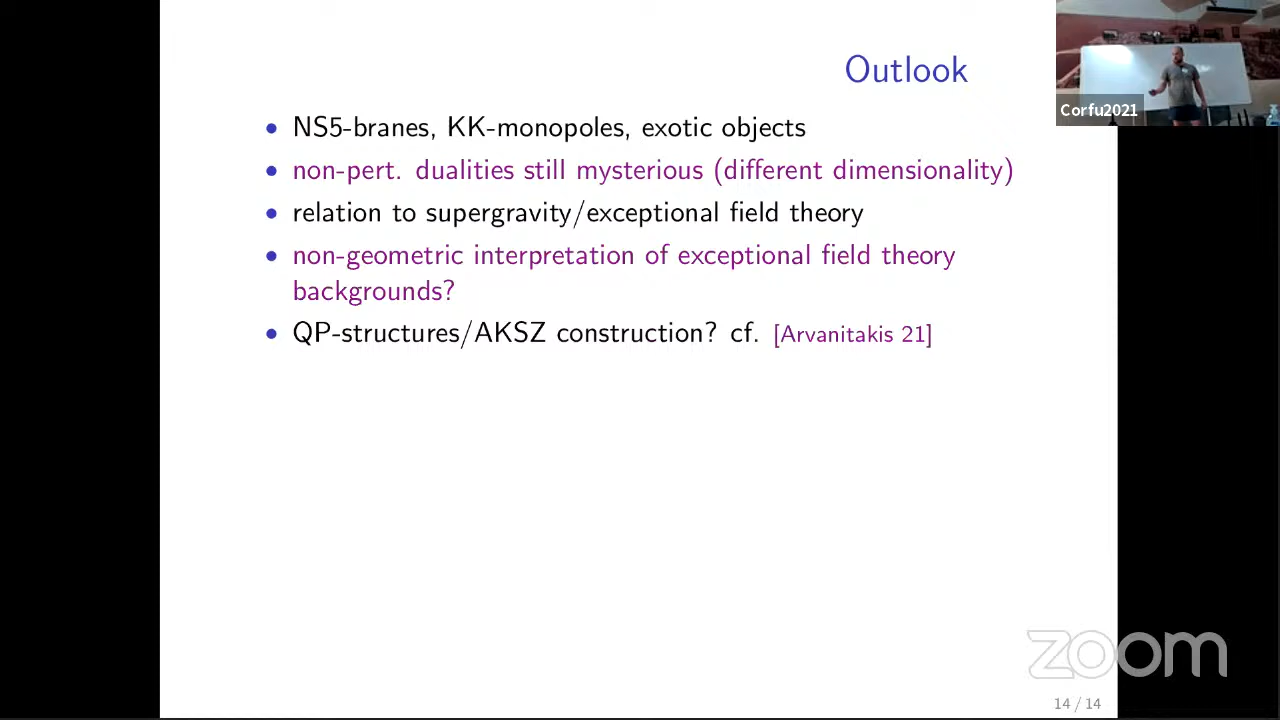 Outlook
Corfu2021
• NS5-branes, KK-monopoles, exotic objects
• non-pert. dualities still mysterious (different dimensionality)
• relation to supergravity/exceptional field theory
• non-geometric interpretation of exceptional field theory
backgrounds?
• QP-structures/AKSZ construction? cf. [Arvanitakis 21]
zoom
14 / 14